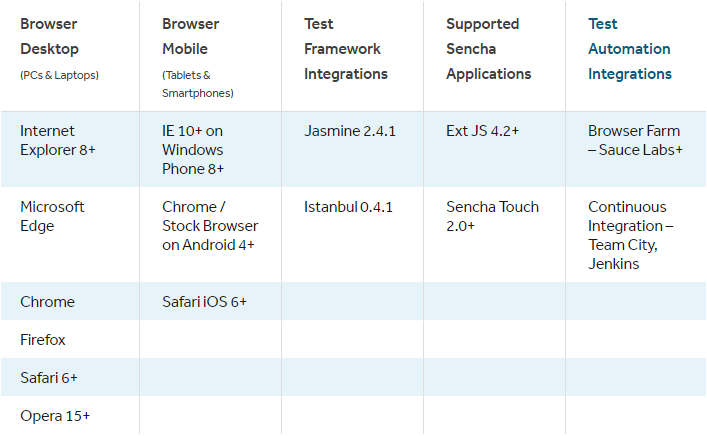 Browser
Desktop
(PCs & Laptops)
Browser
Mobile
(Tablets &
Smartphones)
Test
Framework
Integrations
Supported
Sencha
Applications
Test
Automation
Integrations
Internet
Explorer 8+
IE 10+ on
Windows
Phone 8+
Jasmine 2.4.1
Ext JS 4.2+
Browser Farm
– Sauce Labs+
Microsoft
Edge
Chrome /
Stock Browser
on Android 4+
Istanbul 0.4.1
Sencha Touch
2.0+
Continuous
Integration –
Team City,
Jenkins
Chrome
Safari iOS 6+
Firefox
Safari 6+
Opera 15+